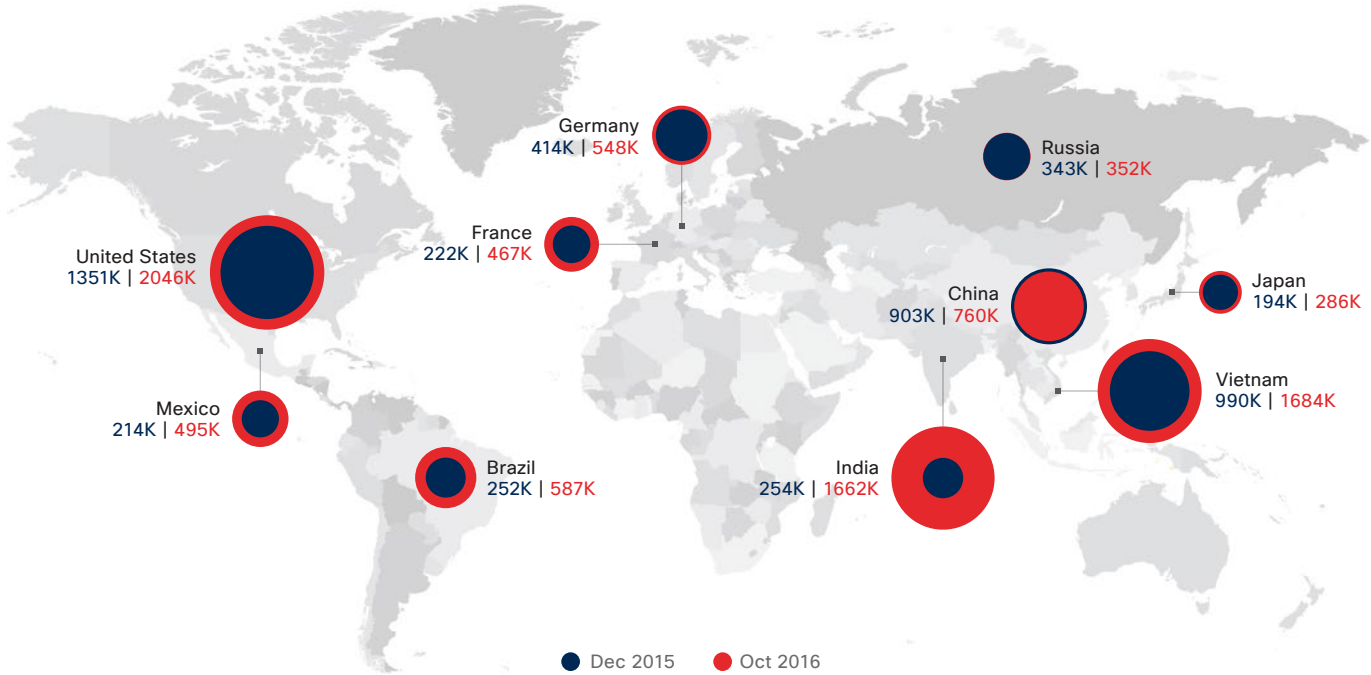 Germany
414K | 548K
Russia
343K | 352K
France
222K | 467K
United States
1351K | 2046K
China
903K | 760K
Japan
194K | 286K
Vietnam
990K | 1684K
Mexico
214K | 495K
Brazil
252K | 587K
India
254K | 1662K
Dec 2015
Oct 2016